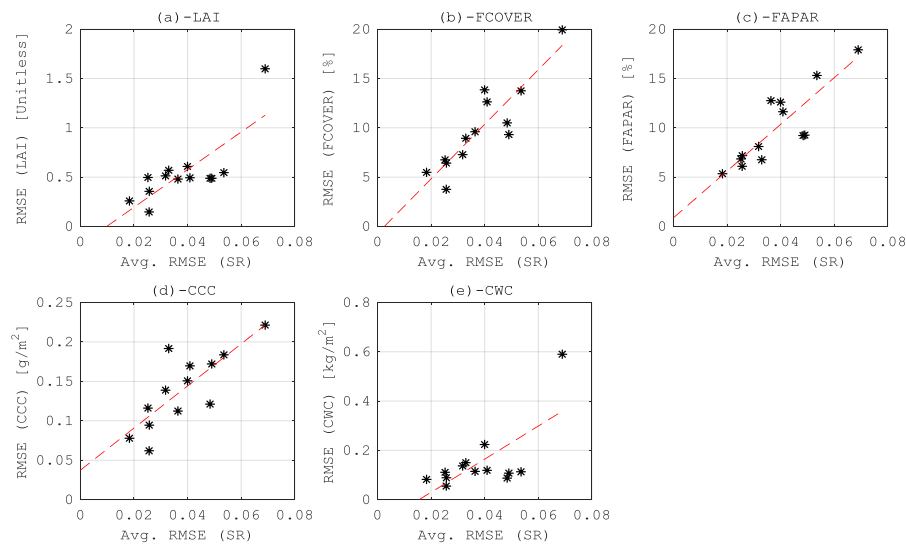 (a)-LAI
RMSE (LAI) [Unitless]
2
1.5
1
0.5
0
0 0.02 0.04 0.06 0.08
Avg. RMSE (SR)
(b)-FCOVER
RMSE (FCOVER) [%]
20
15
10
5
0
0 0.02 0.04 0.06 0.08
Avg. RMSE (SR)
(c)-FAPAR
RMSE (FAPAR) [%]
20
15
10
5
0
0 0.02 0.04 0.06 0.08
Avg. RMSE (SR)
(d)-CCC
RMSE (CCC) [g/m²]
0.25
0.2
0.15
0.1
0.05
0
0 0.02 0.04 0.06 0.08
Avg. RMSE (SR)
(e)-CWC
RMSE (CWC) [kg/m²]
0.8
0.6
0.4
0.2
0
0 0.02 0.04 0.06 0.08
Avg. RMSE (SR)